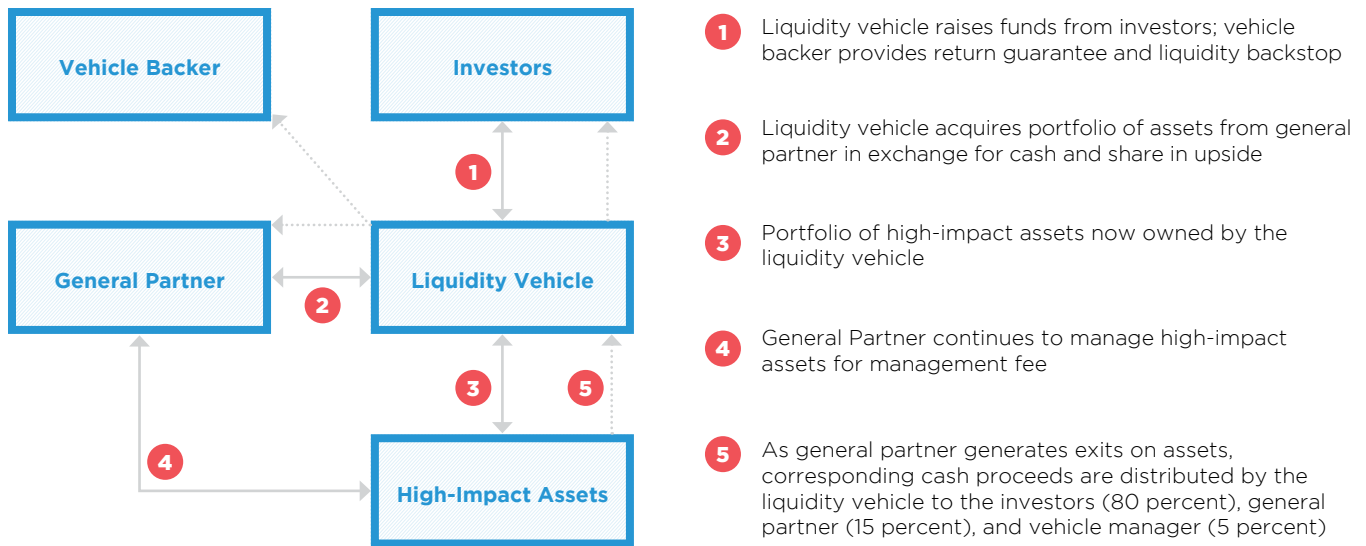 Vehicle Backer
Investors
General Partner
Liquidity Vehicle
High-Impact Assets
1
2
3
5
4
1
Liquidity vehicle raises funds from investors; vehicle
backer provides return guarantee and liquidity backstop
2
Liquidity vehicle acquires portfolio of assets from general
partner in exchange for cash and share in upside
3
Portfolio of high-impact assets now owned by the
liquidity vehicle
4
General Partner continues to manage high-impact
assets for management fee
5
As general partner generates exits on assets,
corresponding cash proceeds are distributed by the
liquidity vehicle to the investors (80 percent), general
partner (15 percent), and vehicle manager (5 percent)